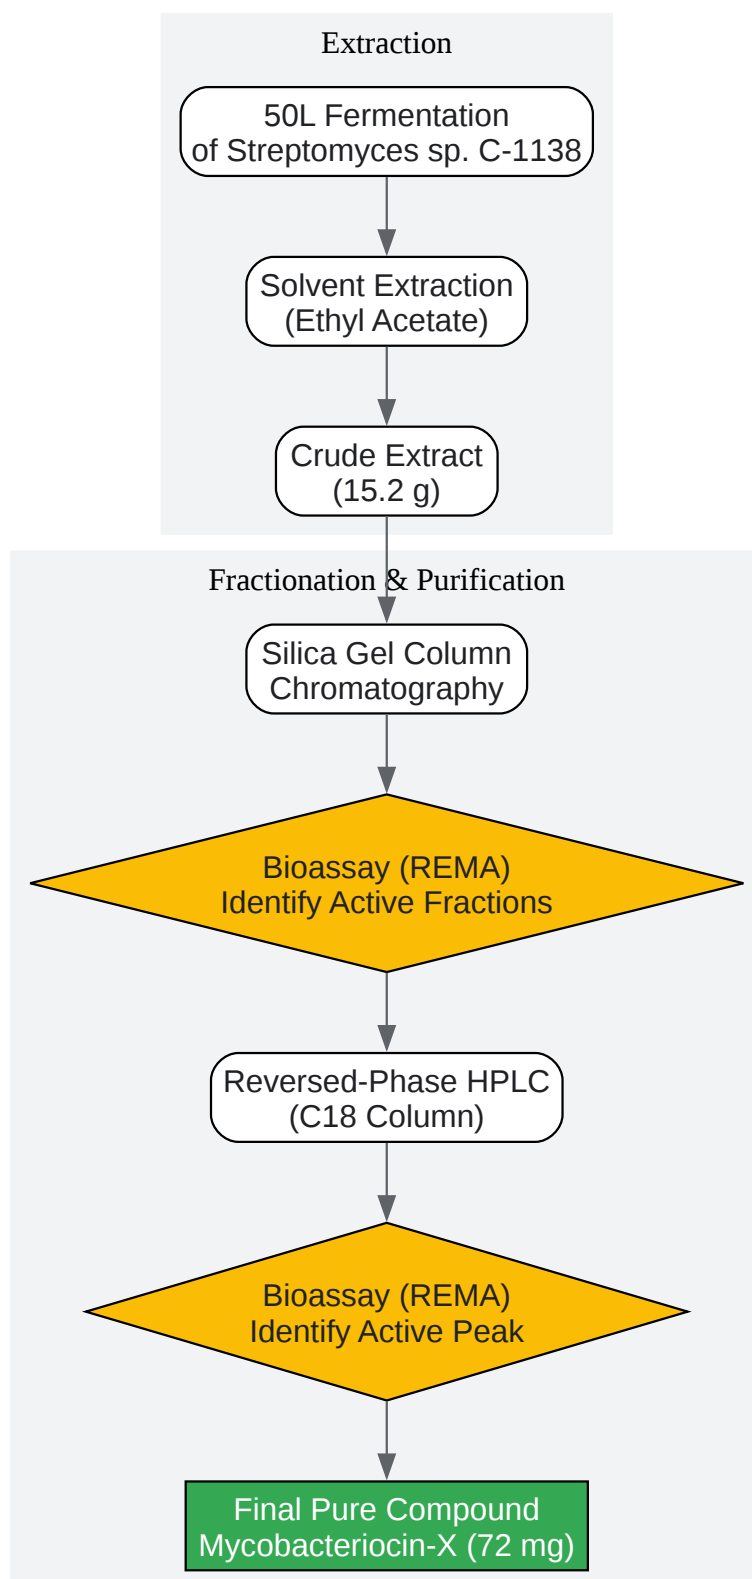 Extraction
50L Fermentation
of Streptomyces sp. C-1138
Solvent Extraction
(Ethyl Acetate)
Crude Extract
(15.2 g)
Fractionation & Purification
Silica Gel Column
Chromatography
Bioassay (REMA)
Identify Active Fractions
Reversed-Phase HPLC
(C18 Column)
Bioassay (REMA)
Identify Active Peak
Final Pure Compound
Mycobacteriocin-X (72 mg)